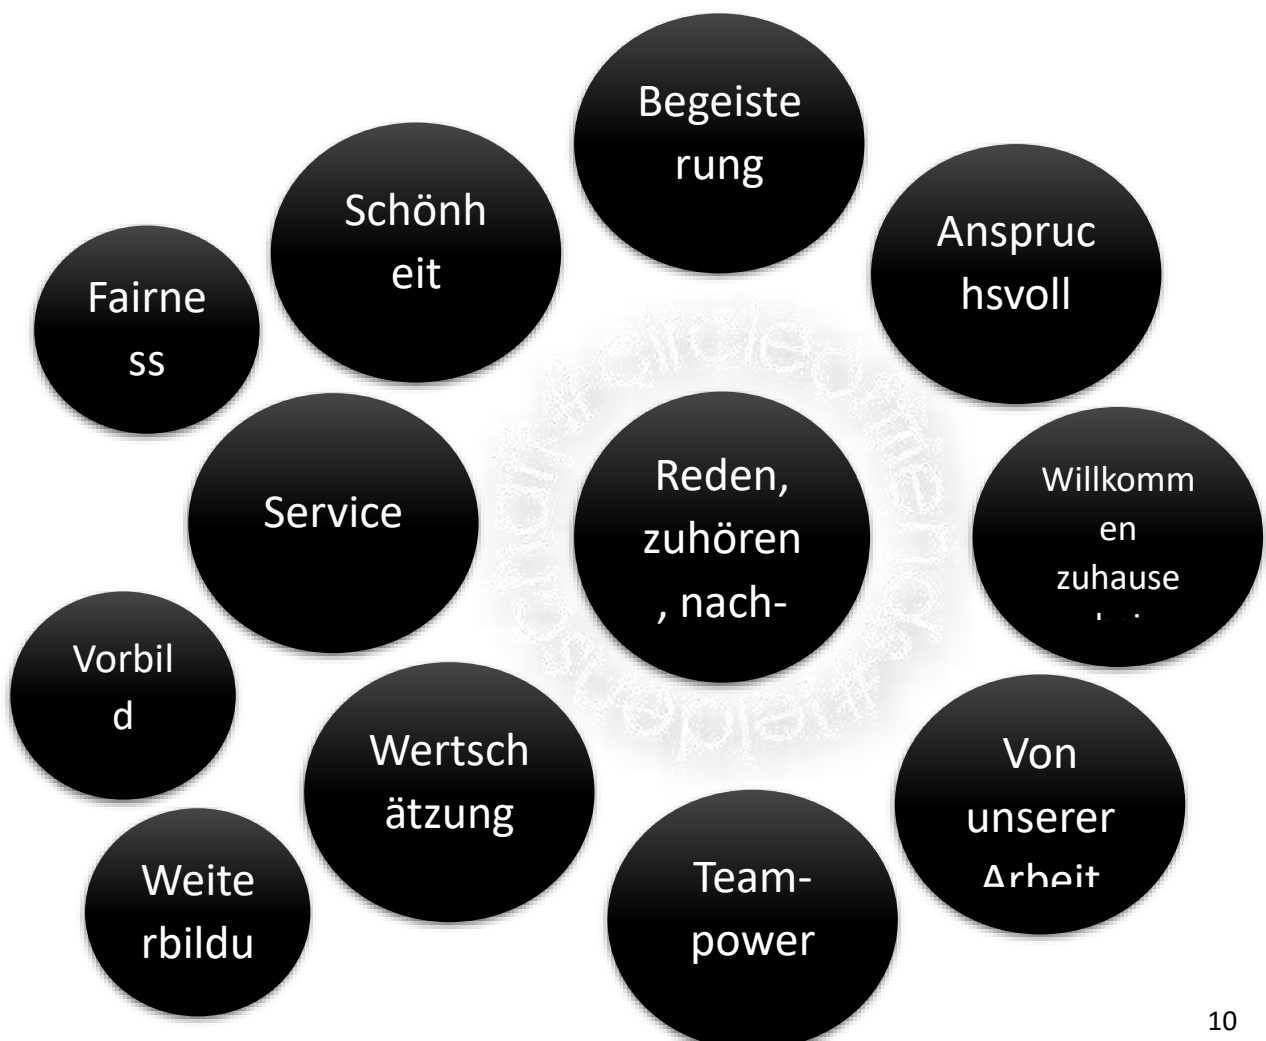 Begeiste
rung
Schönh
eit
Anspruc
hsvoll
Fairne
ss
Reden,
zuhören
, nach-
Willkomm
en
zuhause
Service
Vorbil
d
Wertsch
ätzung
Von
unserer
Arbeit
Weite
rbildu
Team-
power
10